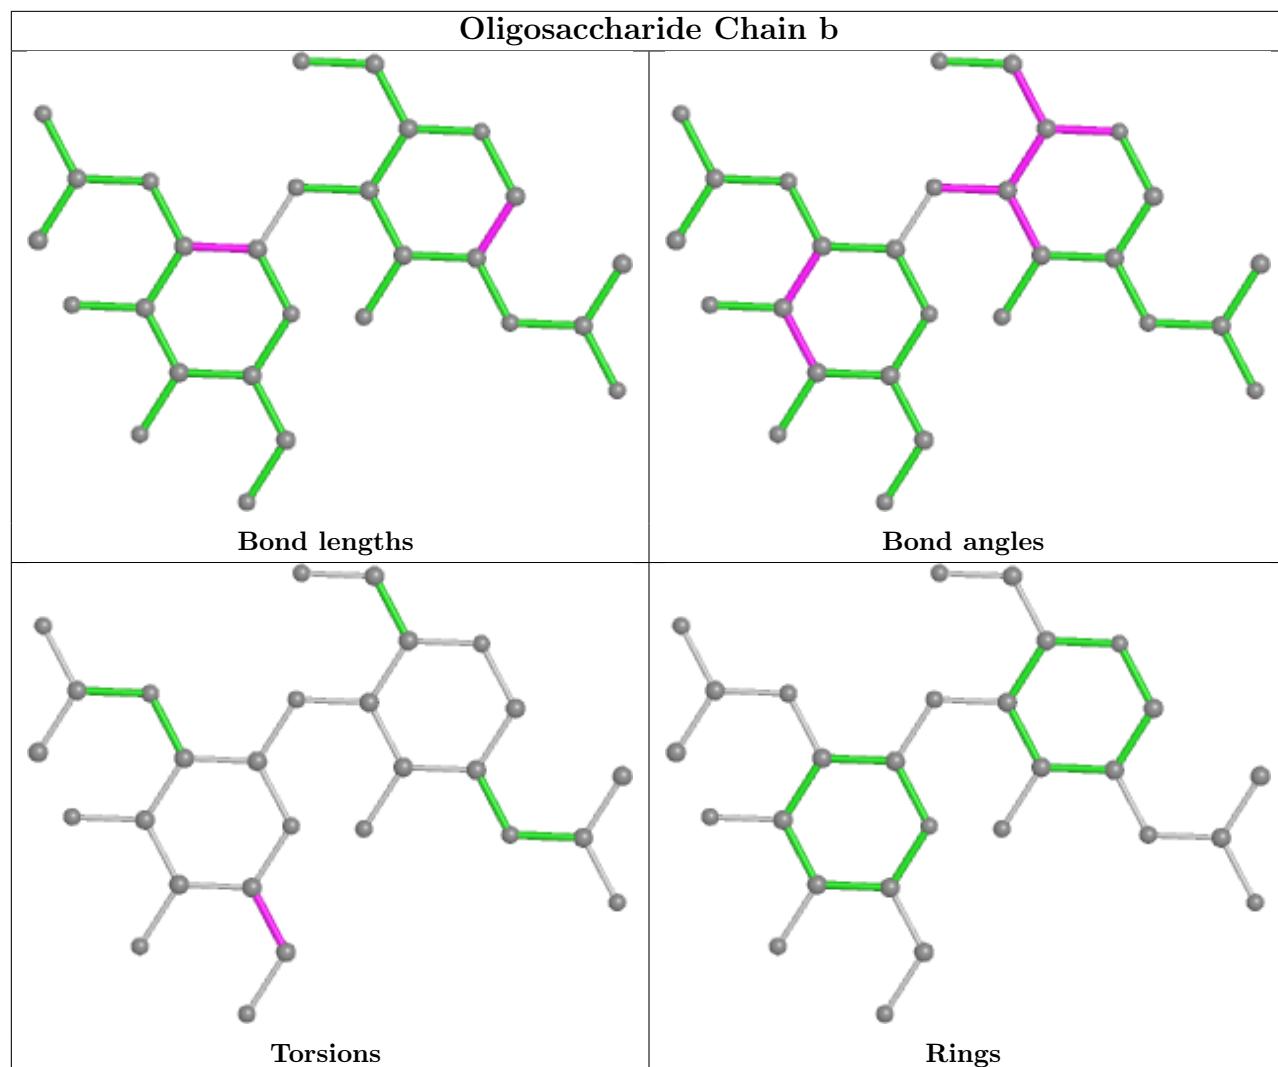 Oligosaccharide Chain b
Bond lengths
Bond angles
Torsions
Rings